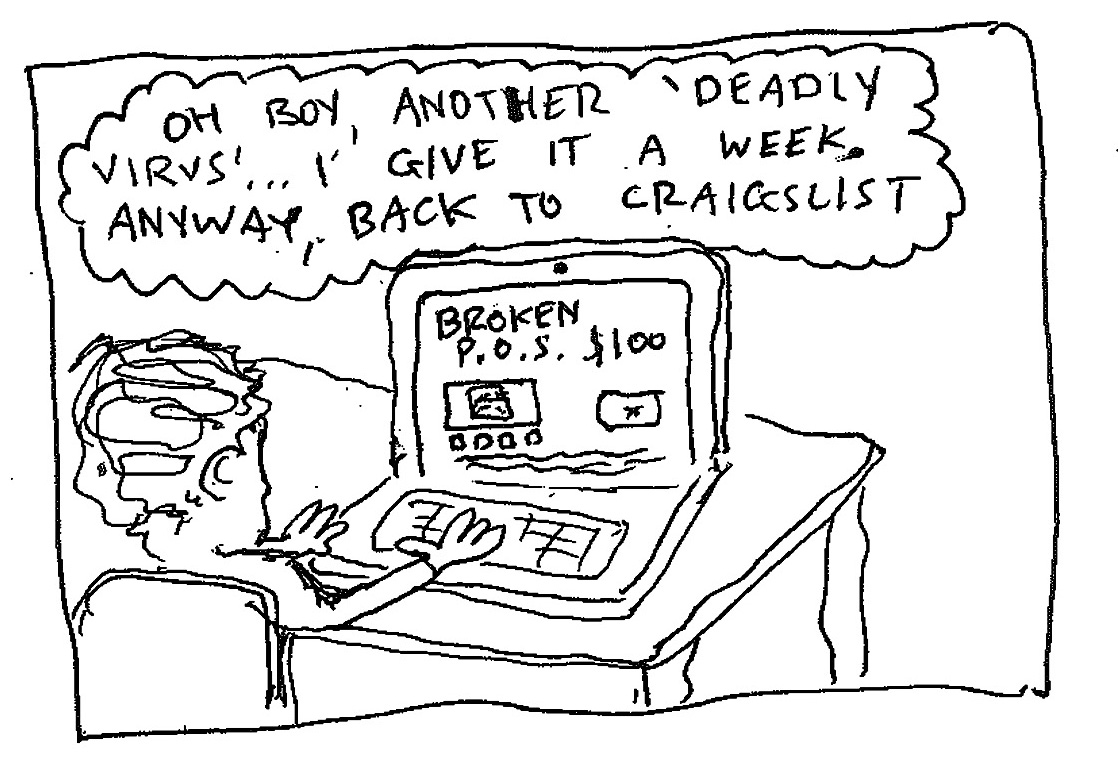 OH BOY, ANOTHER 'DEADLY
VIRUS'... I GIVE IT A WEEK.
ANYWAY, BACK TO CRAIGSLIST
BROKEN
P.O.S. $100